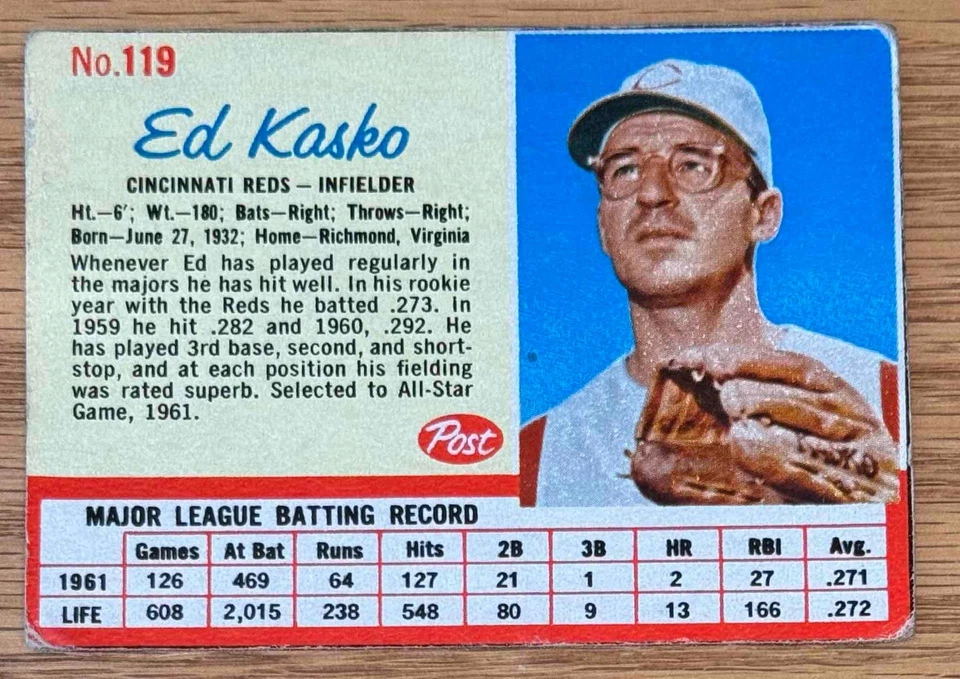 No.119
Ed Kasko
CINCINNATI REDS — INFIELDER
Ht.—6'; Wt.—180; Bats—Right; Throws—Right;
Born—June 27, 1932; Home—Richmond, Virginia
Whenever Ed has played regularly in
the majors he has hit well. In his rookie
year with the Reds he batted .273. In
1959 he hit .282 and 1960, .292. He
has played 3rd base, second, and short-
stop, and at each position his fielding
was rated superb. Selected to All-Star
Game, 1961.
Post
MAJOR LEAGUE BATTING RECORD
Games At Bat Runs Hits 2B 3B HR RBI Avg.
1961 126 469 64 127 21 1 2 27 .271
LIFE 608 2,015 238 548 80 9 13 166 .272